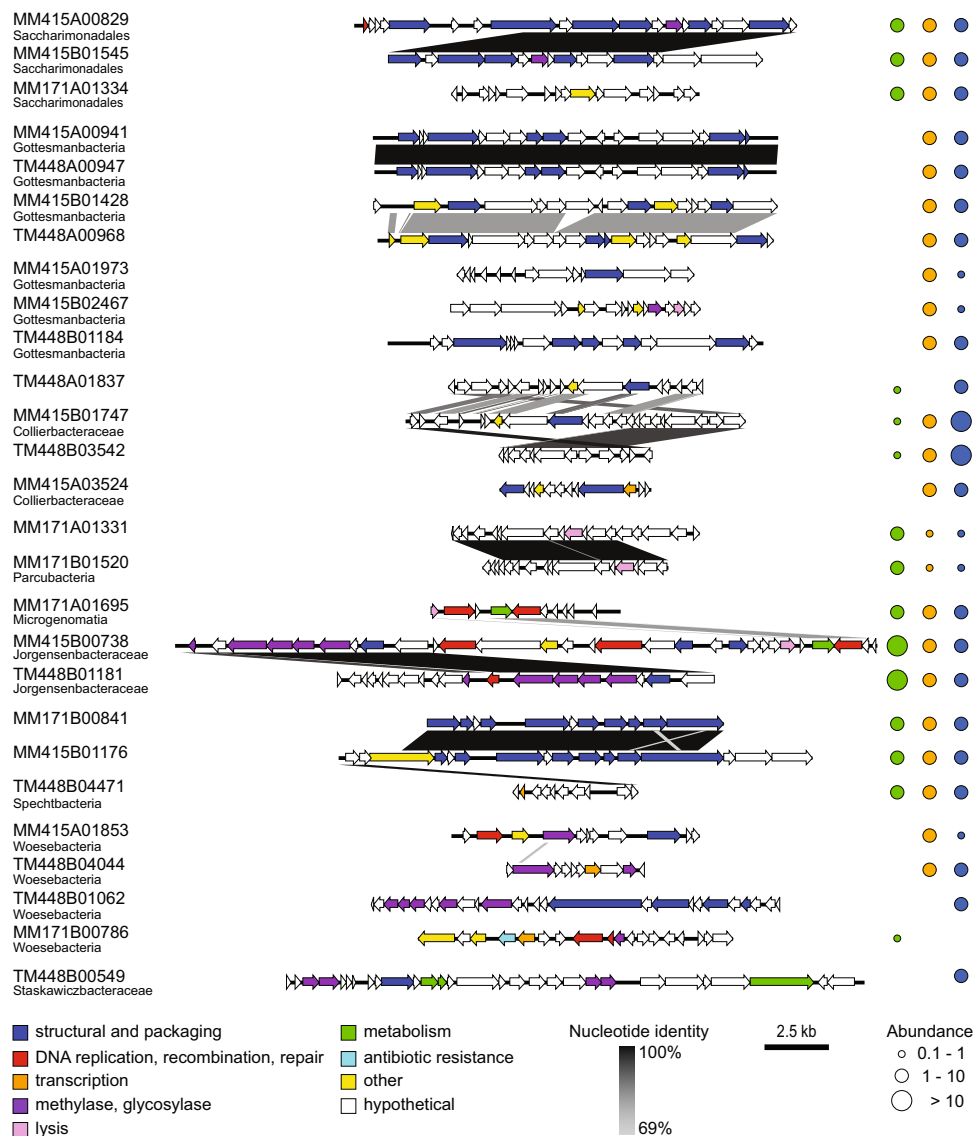 MM415A00829
Saccharimonadales
MM415B01545
Saccharimonadales
MM171A01334
Saccharimonadales
MM415A00941
Gottesmanbacteria
TM448A00947
Gottesmanbacteria
MM415B01428
Gottesmanbacteria
TM448A00968
MM415A01973
Gottesmanbacteria
MM415B02467
Gottesmanbacteria
TM448B01184
Gottesmanbacteria
TM448A01837
MM415B01747
Collierbacteraceae
TM448B03542
MM415A03524
Collierbacteraceae
MM171A01331
MM171B01520
Parcubacteria
MM171A01695
Microgenomatia
MM415B00738
Jorgensenbacteraceae
TM448B01181
Jorgensenbacteraceae
MM171B00841
MM415B01176
TM448B04471
Spechtbacteria
MM415A01853
Woesebacteria
TM448B04044
Woesebacteria
TM448B01062
Woesebacteria
MM171B00786
Woesebacteria
TM448B00549
Staskawiczbacteraceae
structural and packaging
DNA replication, recombination, repair
transcription
methylase, glycosylase
lysis
metabolism
antibiotic resistance
other
hypothetical
Nucleotide identity
100%
69%
2.5 kb
Abundance
0.1 - 1
1 - 10
> 10